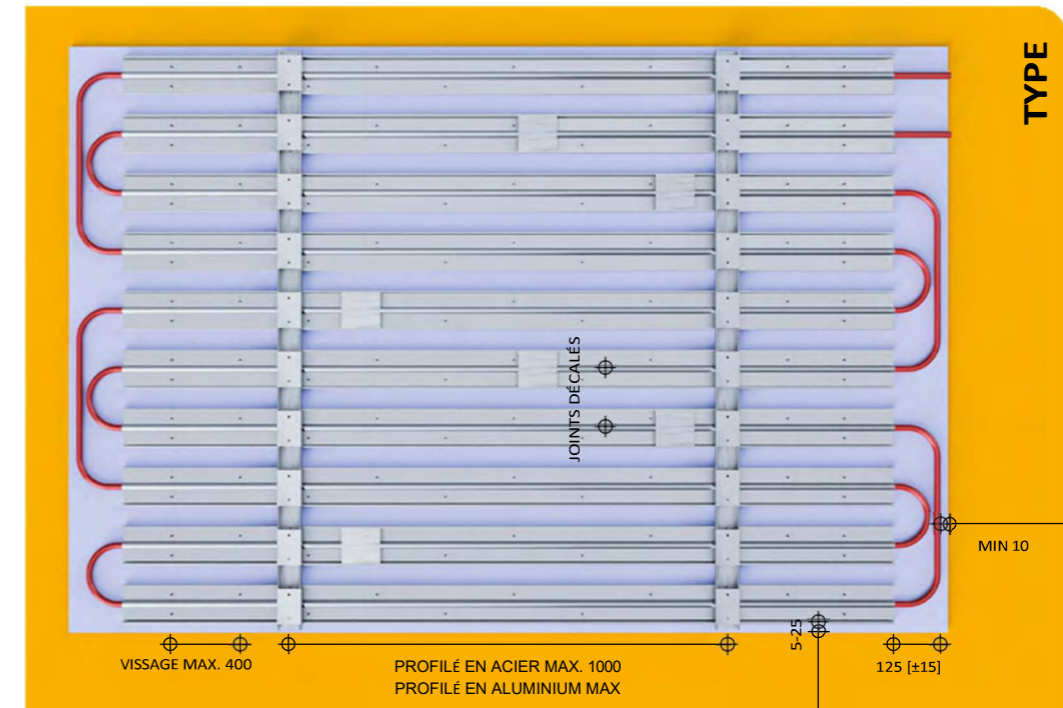 TYPE
JOINTS DÉCALÉS
MIN 10
5-25
VISSAGE MAX. 400
PROFILÉ EN ACIER MAX. 1000
PROFILÉ EN ALUMINIUM MAX
125 [±15]